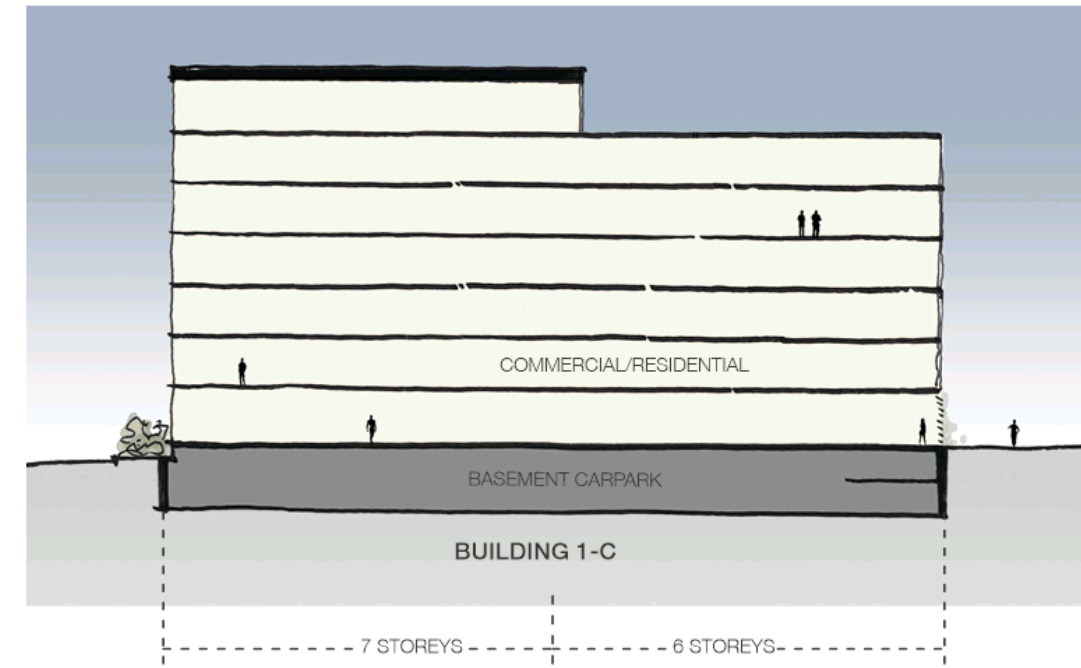 COMMERCIAL/RESIDENTIAL
BASEMENT CARPARK
BUILDING 1-C
7 STOREYS
6 STOREYS